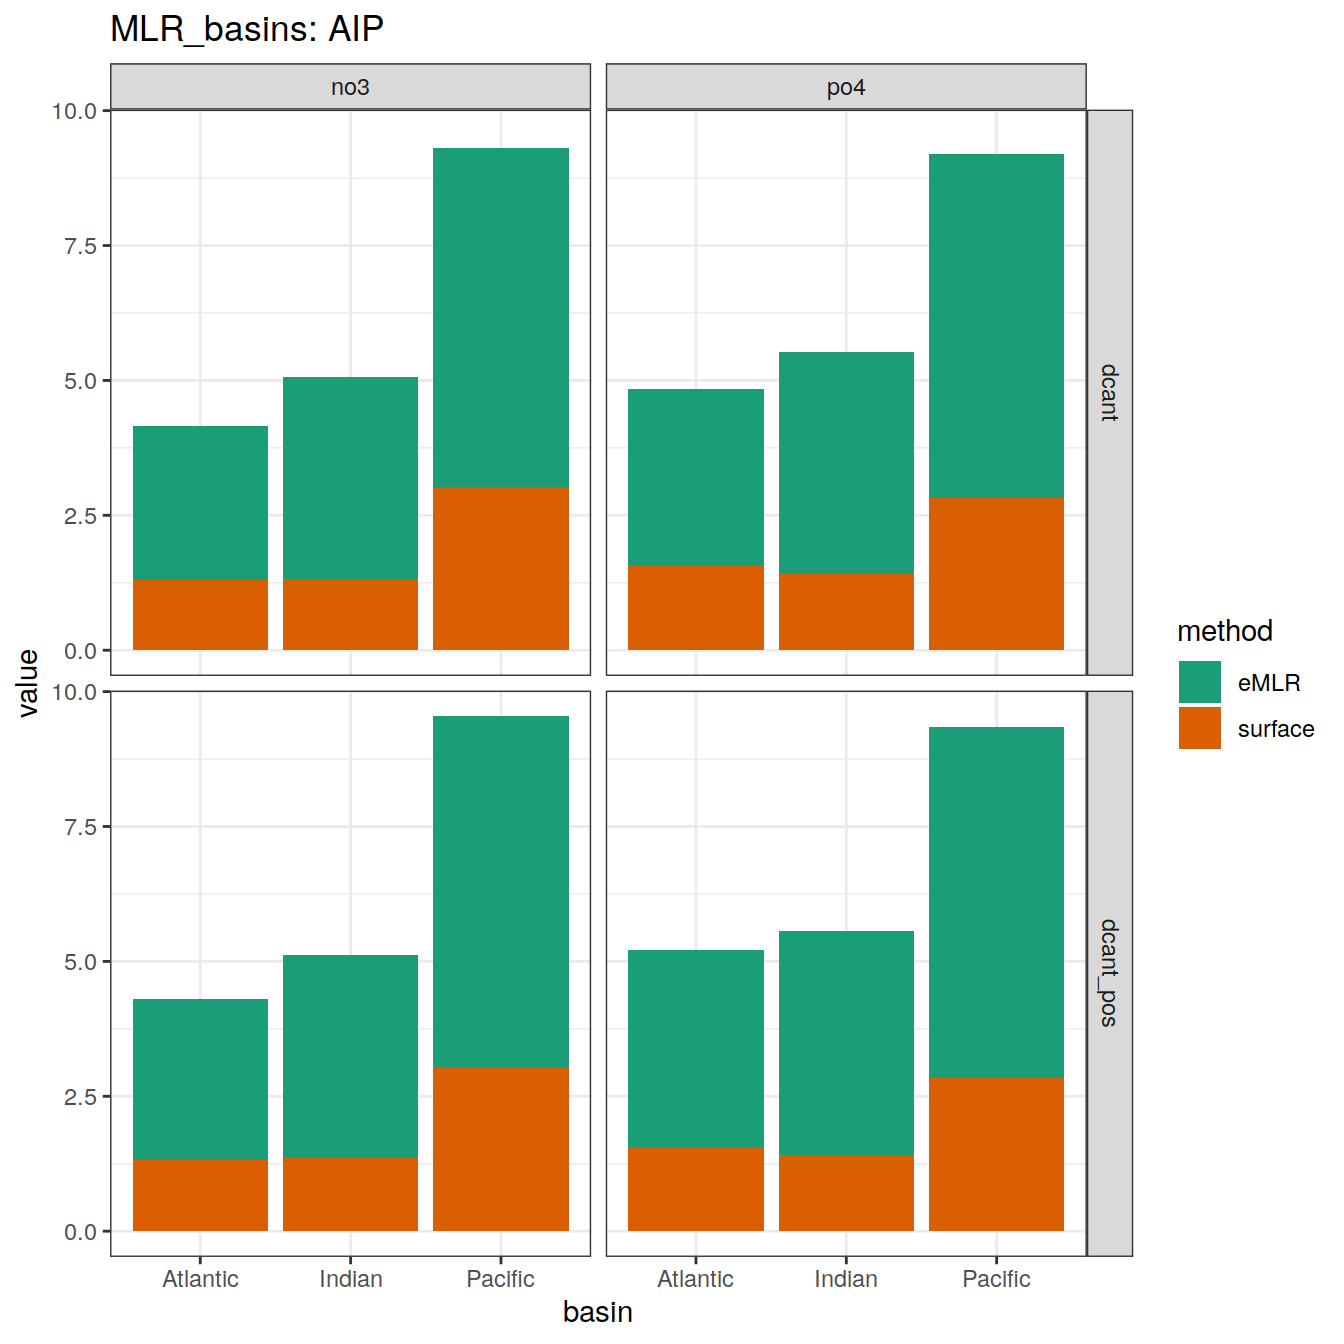 MLR_basins: AIP
no3
po4
10.0
7.5
5.0
2.5
0.0
dcant
10.0
7.5
5.0
2.5
0.0
dcant_pos
value
Atlantic Indian Pacific
Atlantic Indian Pacific
basin
method
eMLR
surface